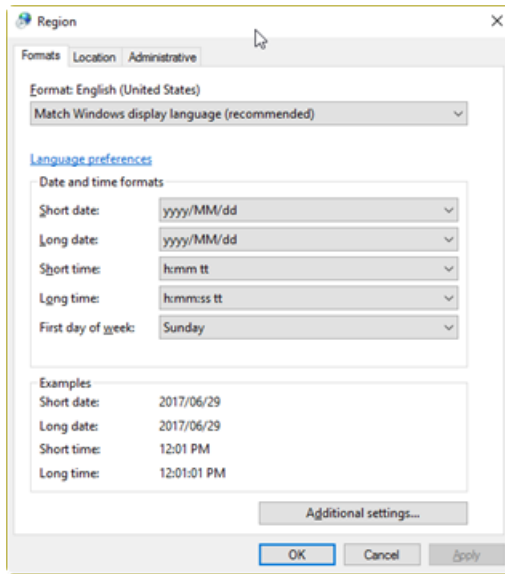 Region
Formats Location Administrative
Format: English (United States)
Match Windows display language (recommended)
Language preferences
Date and time formats
Short date: yyyy/MM/dd
Long date: yyyy/MM/dd
Short time: h:mm tt
Long time: h:mm:ss tt
First day of week: Sunday
Examples
Short date: 2017/06/29
Long date: 2017/06/29
Short time: 12:01 PM
Long time: 12:01:01 PM
Additional settings...
OK Cancel Apply